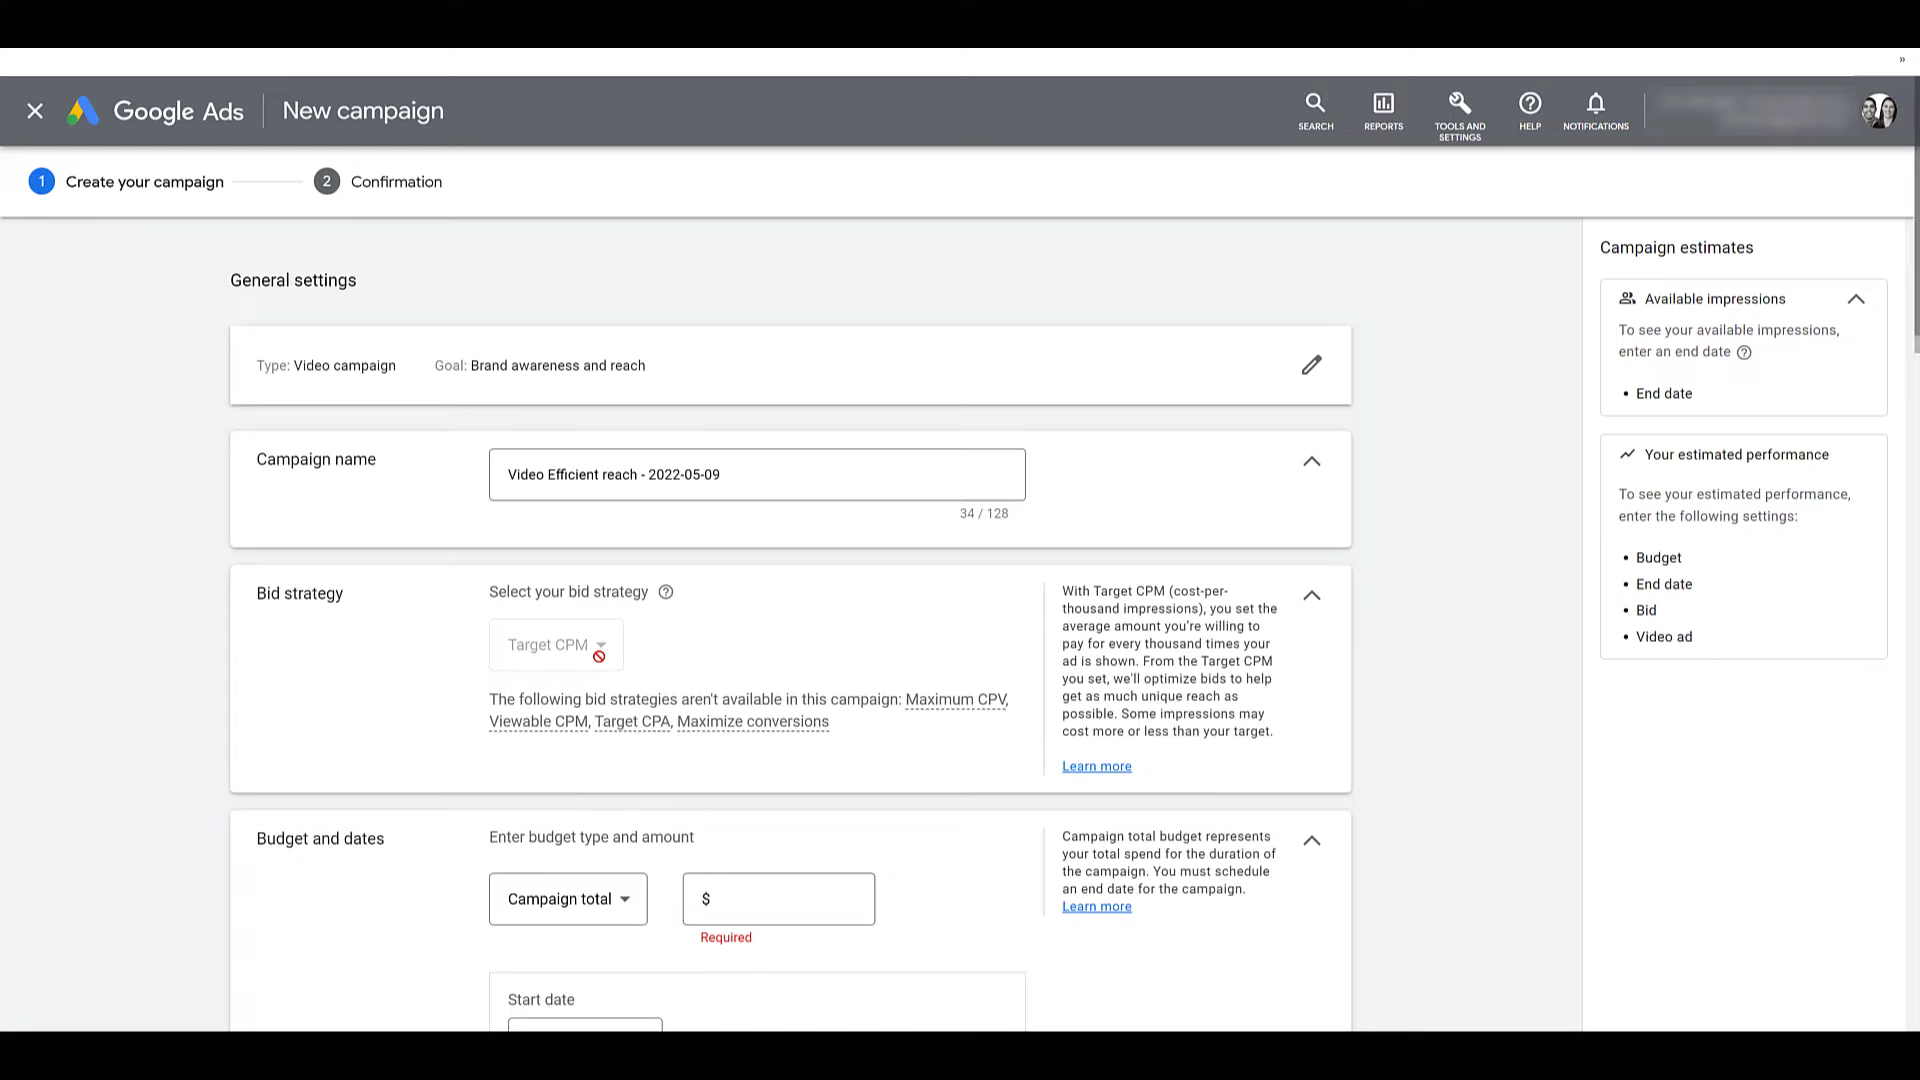 »
Google Ads
New campaign
SEARCH
REPORTS
TOOLS AND
SETTINGS
HELP
NOTIFICATIONS
1
Create your campaign
2
Confirmation
General settings
Type: Video campaign
Goal: Brand awareness and reach
Campaign name
Video Efficient reach - 2022-05-09
34 / 128
Bid strategy
Select your bid strategy
Target CPM
The following bid strategies aren't available in this campaign: Maximum CPV,
Viewable CPM, Target CPA, Maximize conversions
With Target CPM (cost-per-
thousand impressions), you set the
average amount you're willing to
pay for every thousand times your
ad is shown. From the Target CPM
you set, we'll optimize bids to help
get as much unique reach as
possible. Some impressions may
cost more or less than your target.
Learn more
Budget and dates
Enter budget type and amount
Campaign total
$
Required
Campaign total budget represents
your total spend for the duration of
the campaign. You must schedule
an end date for the campaign.
Learn more
Start date
Campaign estimates
Available impressions
To see your available impressions,
enter an end date
• End date
Your estimated performance
To see your estimated performance,
enter the following settings:
• Budget
• End date
• Bid
• Video ad